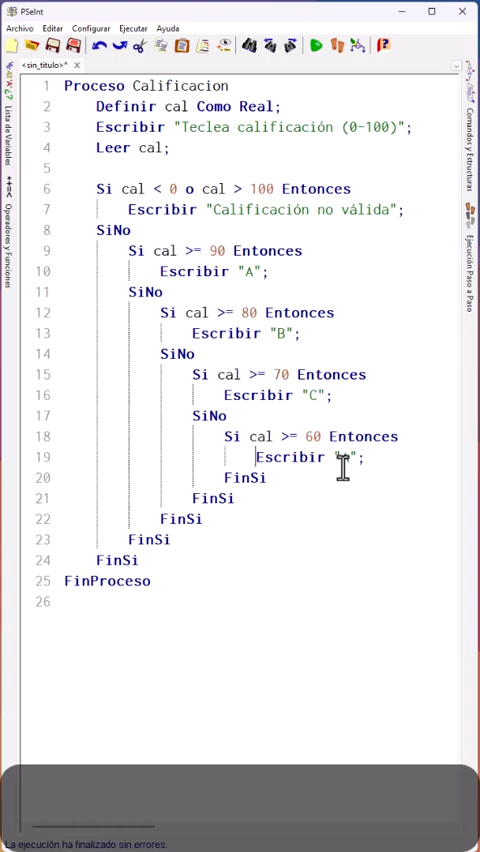 PSeInt
Archivo Editar Configurar Ejecutar Ayuda
<sin_titulo>*
Lista de Variables
Operadores y Funciones
Comandos y Estructuras
Ejecución Paso a Paso
1 Proceso Calificacion
2 Definir cal Como Real;
3 Escribir "Teclea calificación (0-100)";
4 Leer cal;
5
6 Si cal < 0 o cal > 100 Entonces
7 Escribir "Calificación no válida";
8 SiNo
9 Si cal >= 90 Entonces
10 Escribir "A";
11 SiNo
12 Si cal >= 80 Entonces
13 Escribir "B";
14 SiNo
15 Si cal >= 70 Entonces
16 Escribir "C";
17 SiNo
18 Si cal >= 60 Entonces
19 Escribir " ";
20 FinSi
21 FinSi
22 FinSi
23 FinSi
24 FinSi
25 FinProceso
26
La ejecución ha finalizado sin errores.